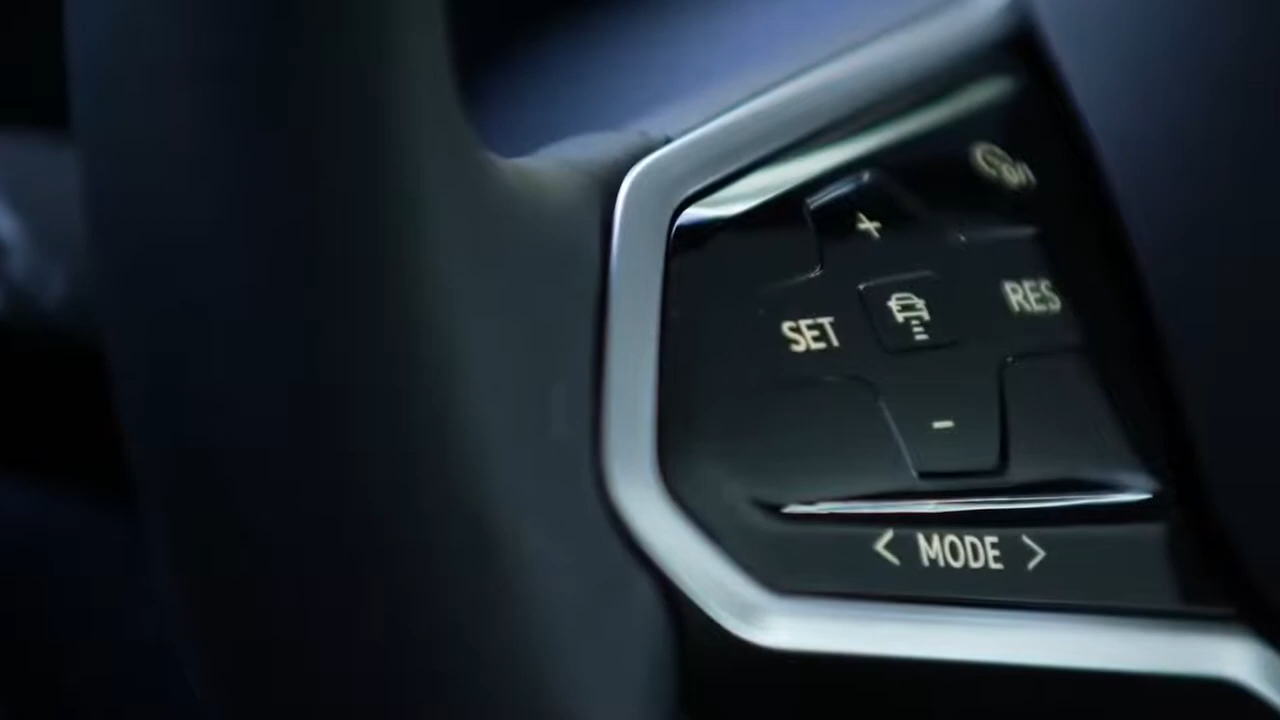 +
SET
RES
-
< MODE >